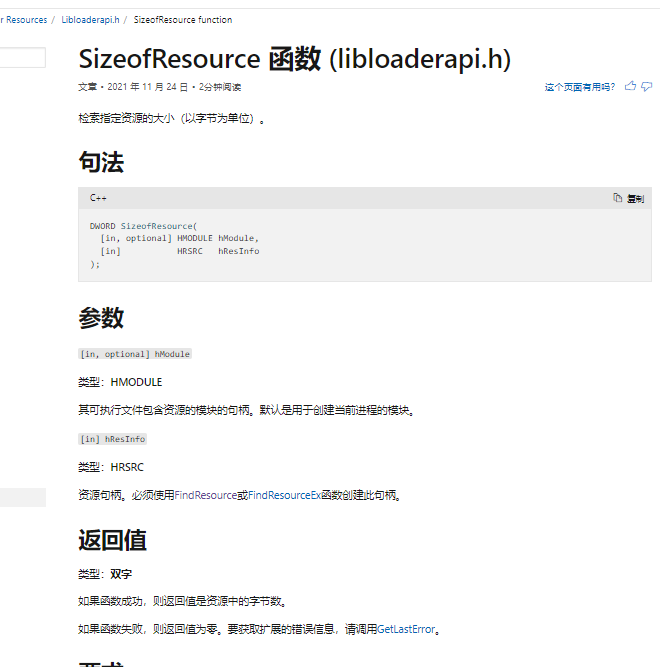 r Resources / Libloaderapi.h / SizeofResource function
SizeofResource 函数 (libloaderapi.h)
文章 • 2021 年 11 月 24 日 • 2分钟阅读
这个页面有用吗？
检索指定资源的大小（以字节为单位）。
句法
C++
复制
DWORD SizeofResource(
  [in, optional] HMODULE hModule,
  [in]           HRSRC   hResInfo
);
参数
[in, optional] hModule
类型：HMODULE
其可执行文件包含资源的模块的句柄。默认是用于创建当前进程的模块。
[in] hResInfo
类型：HRSRC
资源句柄。必须使用FindResource或FindResourceEx函数创建此句柄。
返回值
类型：双字
如果函数成功，则返回值是资源中的字节数。
如果函数失败，则返回值为零。要获取扩展的错误信息，请调用GetLastError。